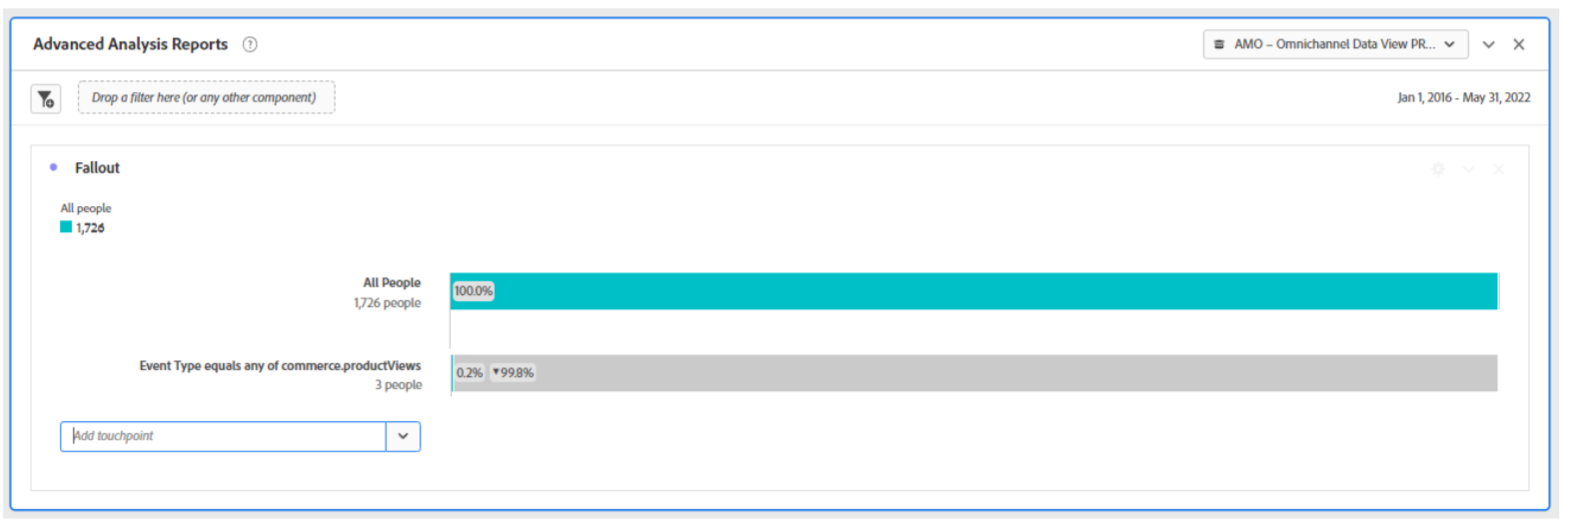 Advanced Analysis Reports ?
AMO – Omnichannel Data View PR...
Drop a filter here (or any other component)
Jan 1, 2016 - May 31, 2022
Fallout
All people
1,726
All People
1,726 people
100.0%
Event Type equals any of commerce.productViews
3 people
0.2% ▼99.8%
Add touchpoint